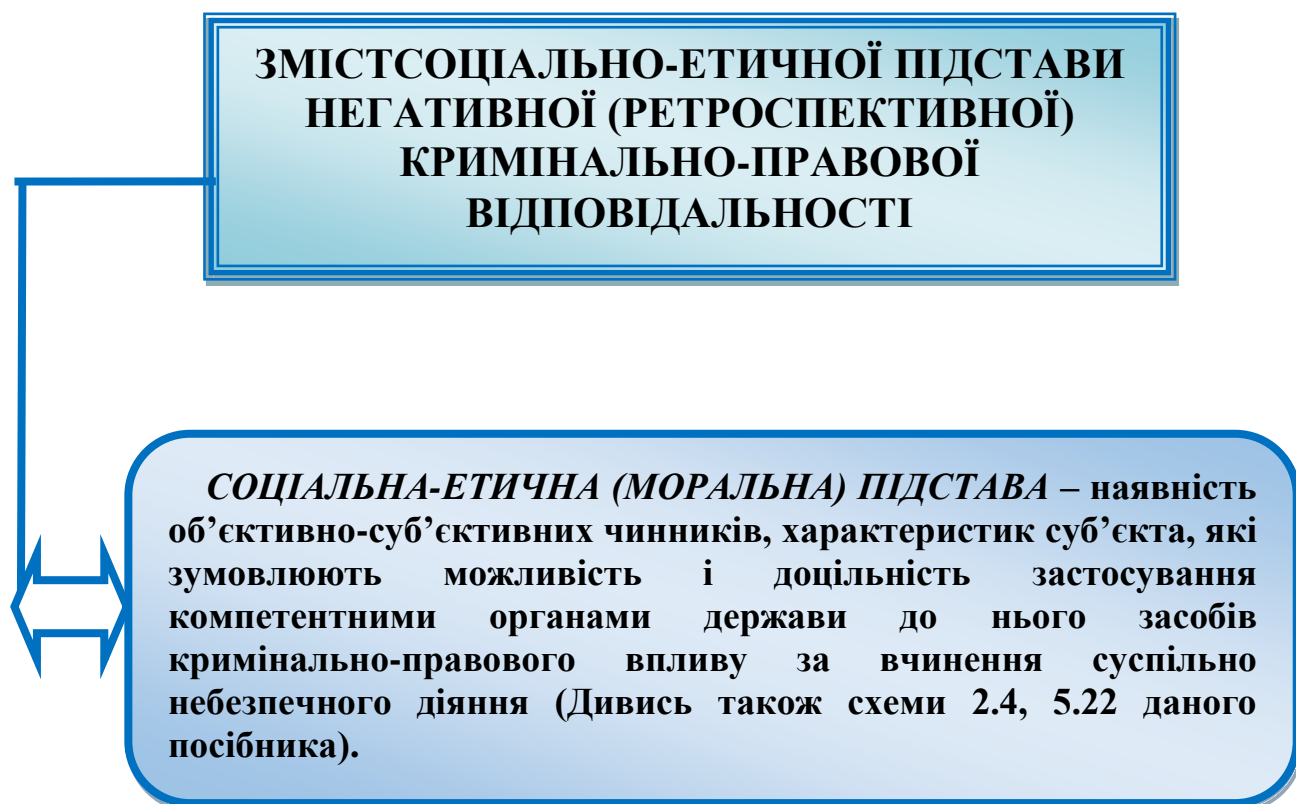 ЗМІСТСОЦІАЛЬНО-ЕТИЧНОЇ ПІДСТАВИ
НЕГАТИВНОЇ (РЕТРОСПЕКТИВНОЇ)
КРИМІНАЛЬНО-ПРАВОВОЇ
ВІДПОВІДАЛЬНОСТІ
СОЦІАЛЬНА-ЕТИЧНА (МОРАЛЬНА) ПІДСТАВА – наявність
об’єктивно-суб’єктивних чинників, характеристик суб’єкта, які
зумовлюють можливість і доцільність застосування
компетентними органами держави до нього засобів
кримінально-правового впливу за вчинення суспільно
небезпечного діяння (Дивись також схеми 2.4, 5.22 даного
посібника).